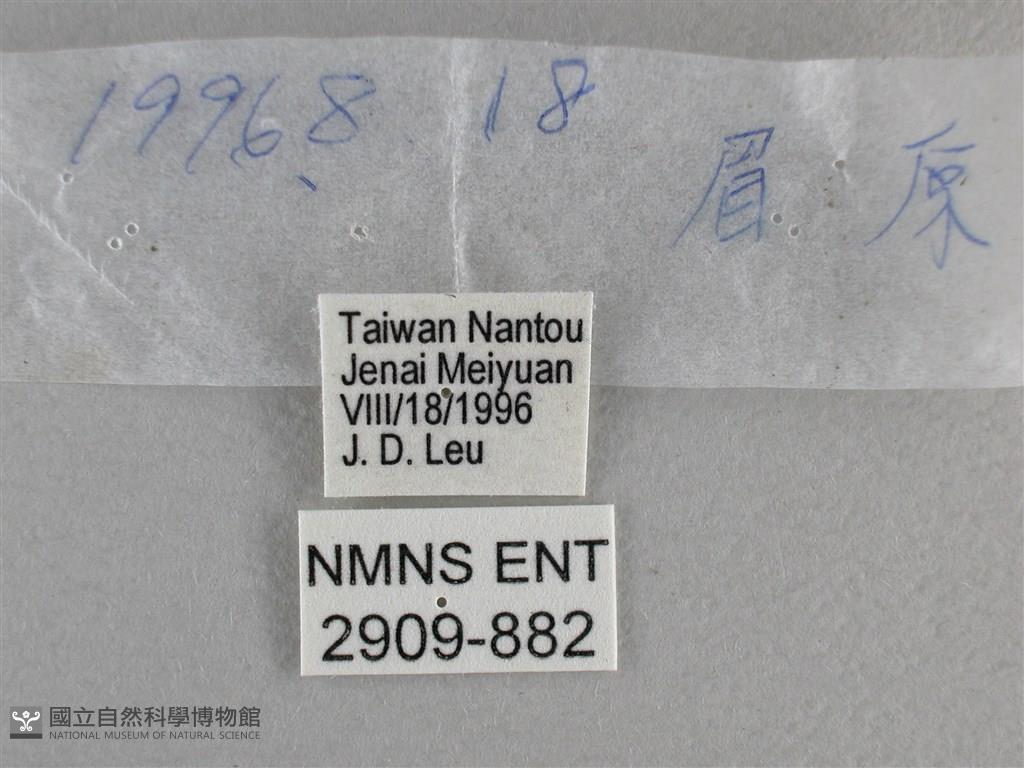 1996.8.18 眉原
Taiwan Nantou
Jenai Meiyuan
VIII/18/1996
J. D. Leu
NMNS ENT
2909-882
國立自然科學博物館
NATIONAL MUSEUM OF NATURAL SCIENCE